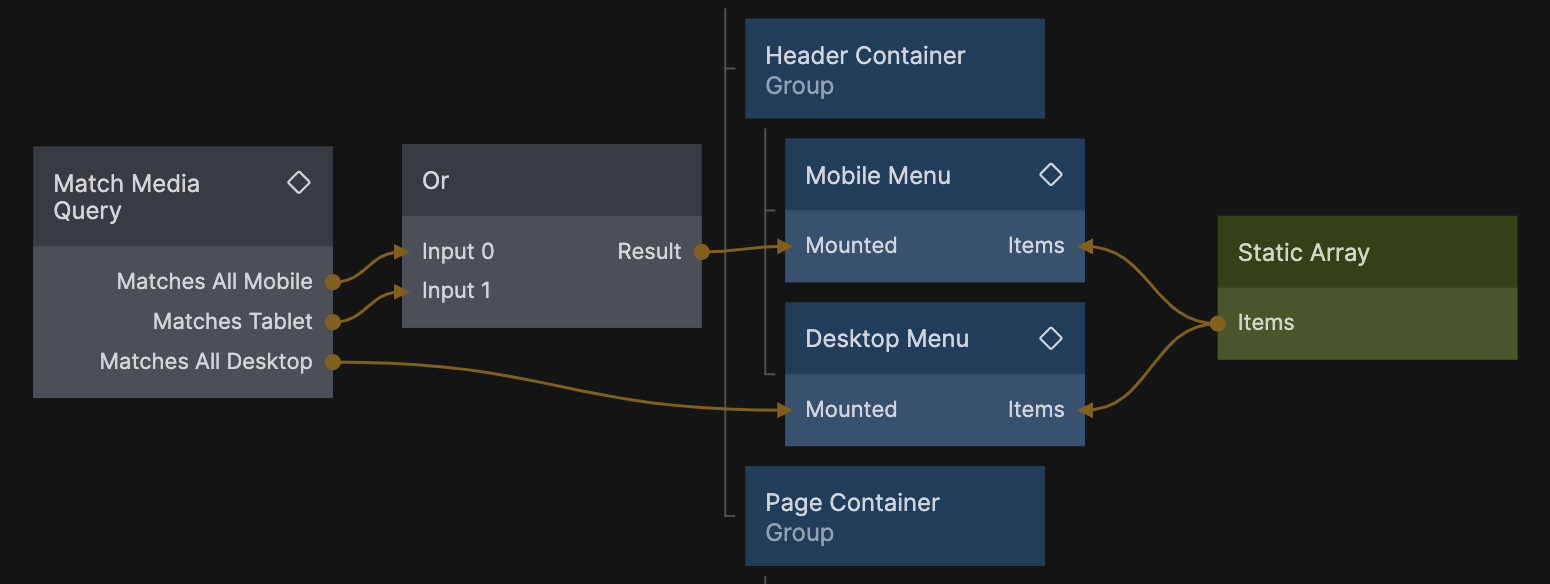 Header Container
Group
Match Media
Query
Matches All Mobile
Matches Tablet
Matches All Desktop
Or
Input 0
Result
Input 1
Mobile Menu
Mounted
Items
Desktop Menu
Mounted
Items
Static Array
Items
Page Container
Group